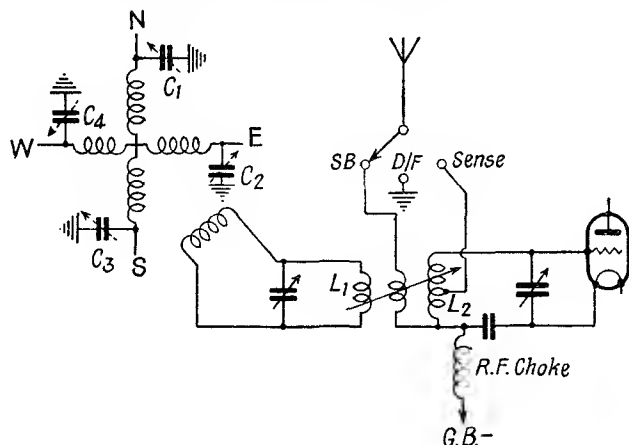 N
C1
C4
W
E
SB
D/F
Sense
C2
C3
S
L1
L2
R.F. Choke
G.B.-